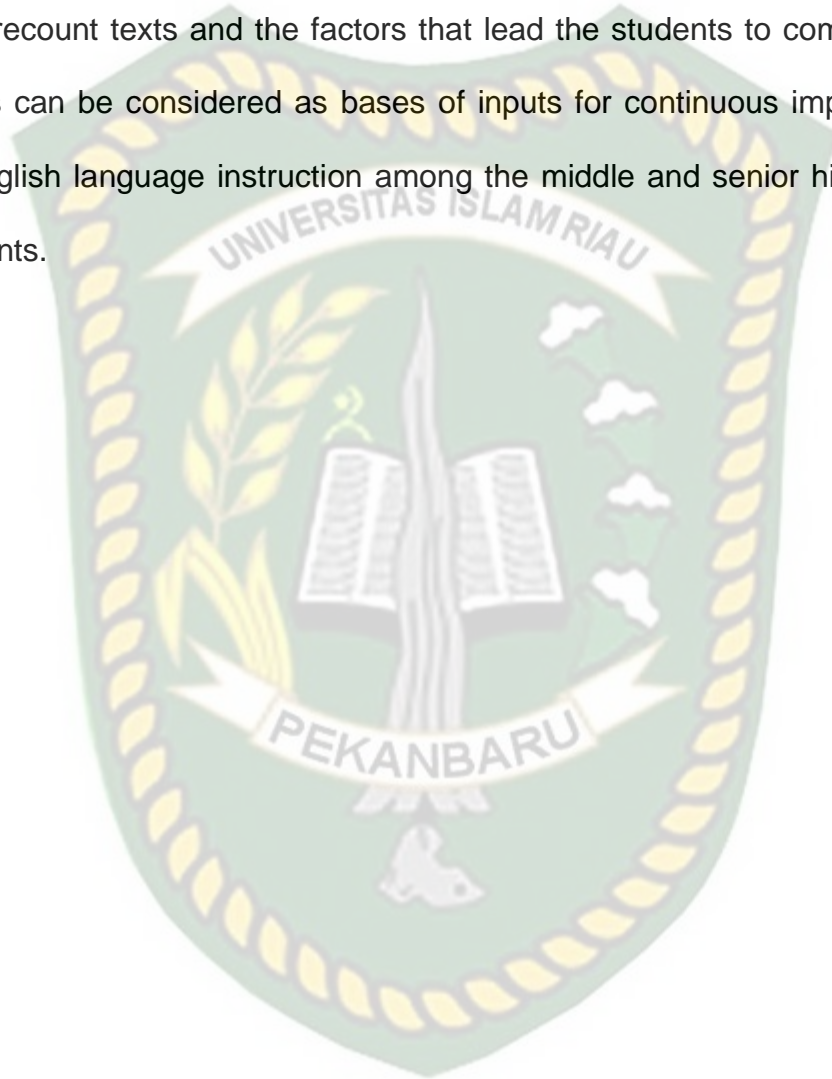 recount texts and the factors that lead the students to com
can be considered as bases of inputs for continuous imp
glish language instruction among the middle and senior hi
nts.
UNIVERSITAS ISLAM RIAU
PEKANBARU